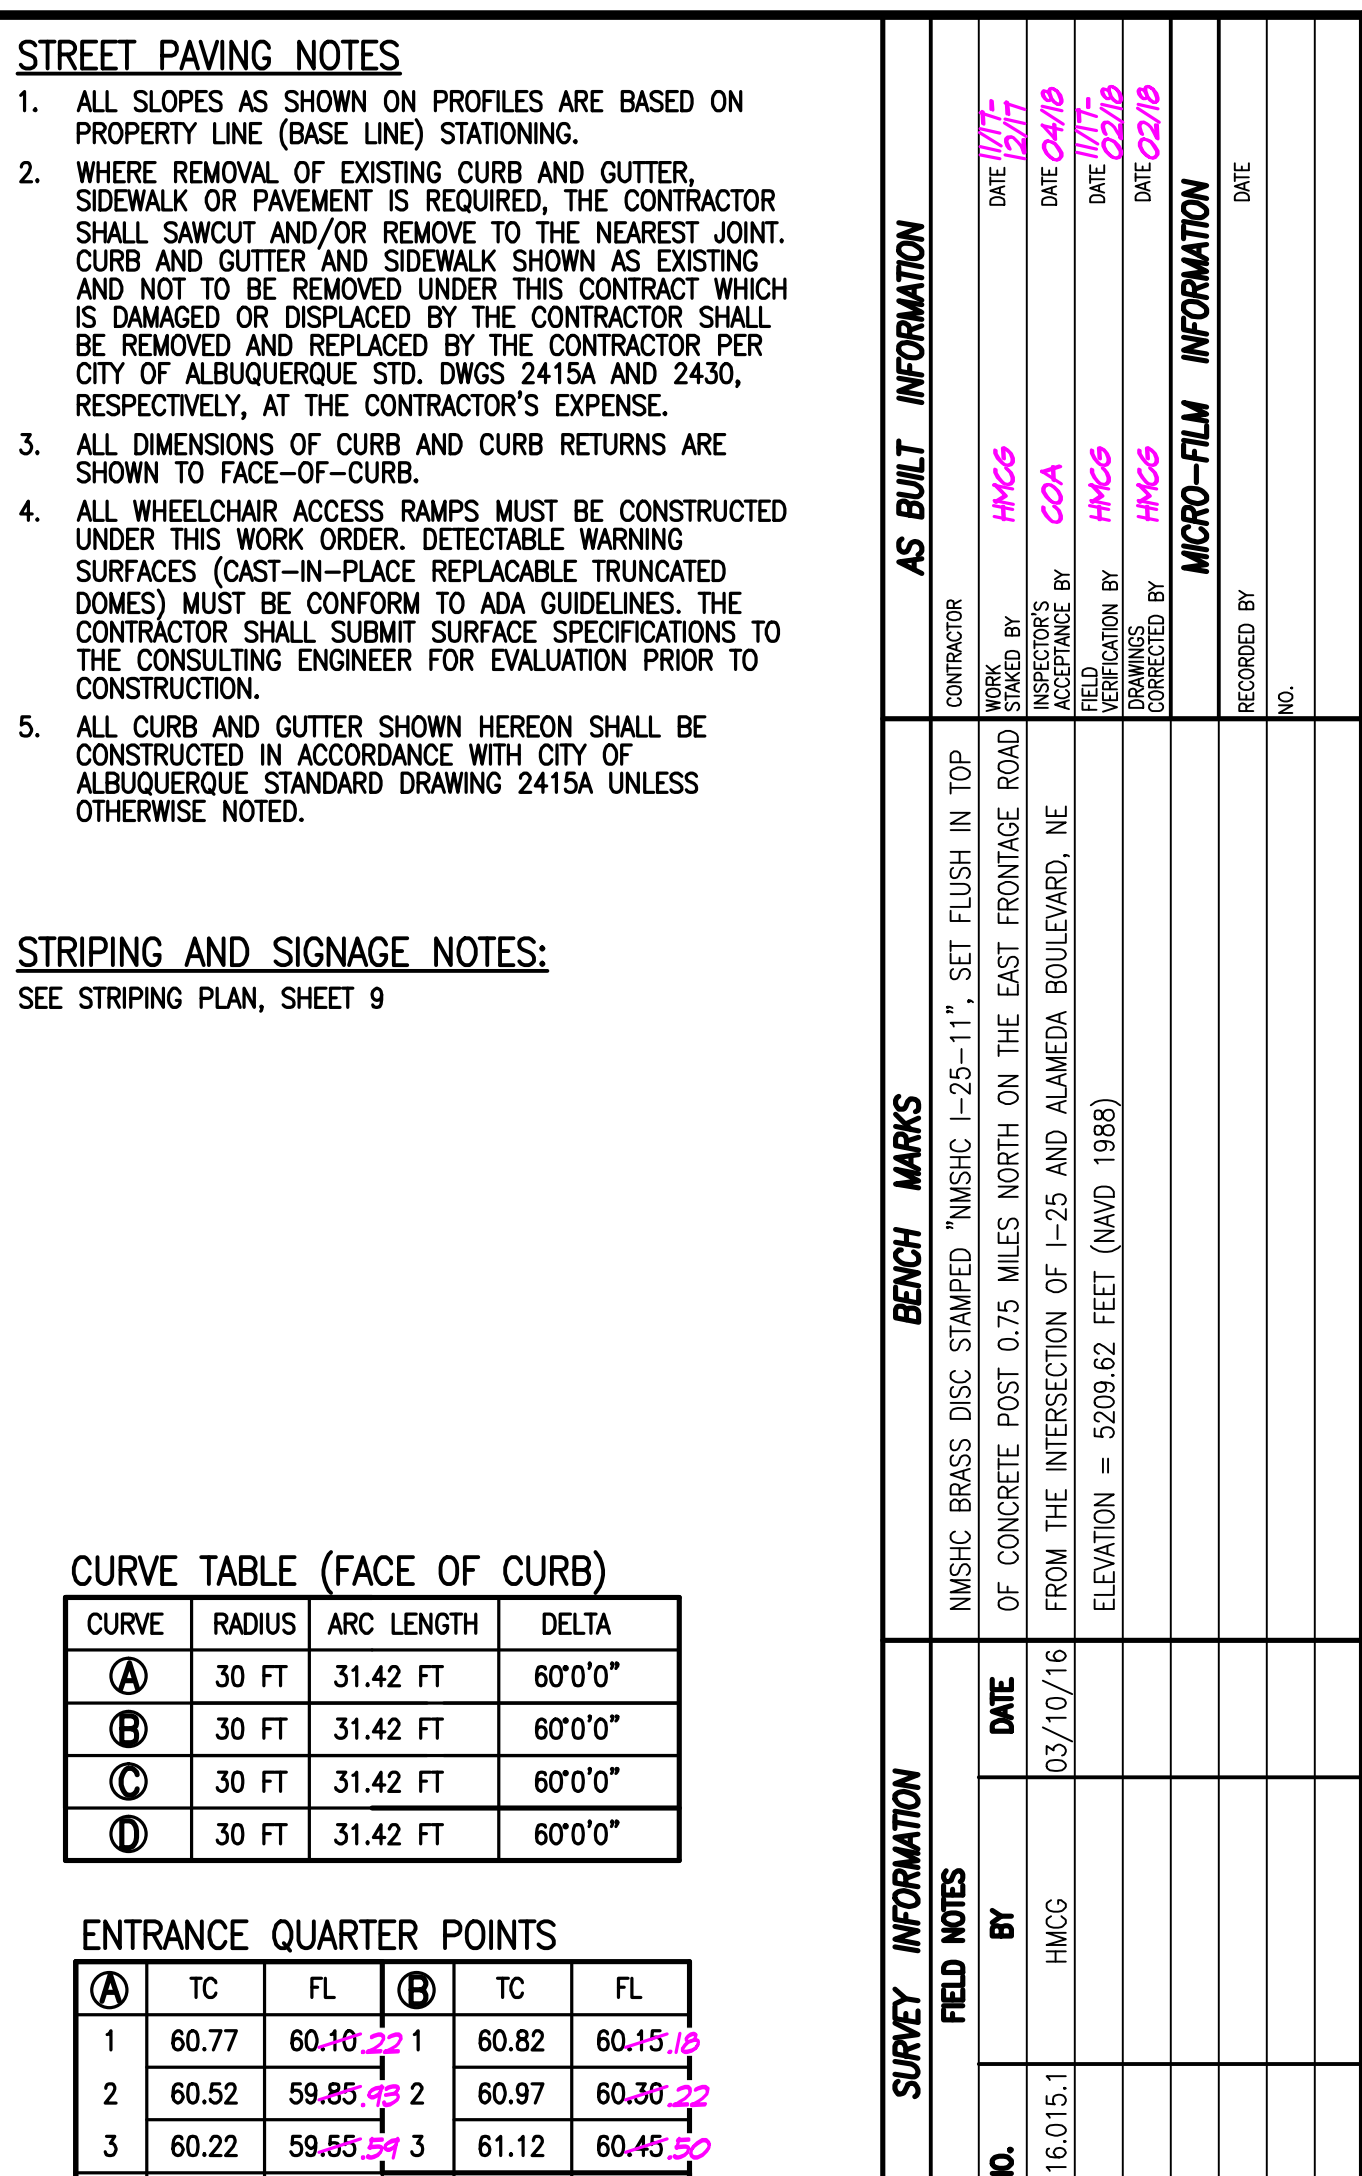 STREET PAVING NOTES
1. ALL SLOPES AS SHOWN ON PROFILES ARE BASED ON
PROPERTY LINE (BASE LINE) STATIONING.
2. WHERE REMOVAL OF EXISTING CURB AND GUTTER,
SIDEWALK OR PAVEMENT IS REQUIRED, THE CONTRACTOR
SHALL SAWCUT AND/OR REMOVE TO THE NEAREST JOINT.
CURB AND GUTTER AND SIDEWALK SHOWN AS EXISTING
AND NOT TO BE REMOVED UNDER THIS CONTRACT WHICH
IS DAMAGED OR DISPLACED BY THE CONTRACTOR SHALL
BE REMOVED AND REPLACED BY THE CONTRACTOR PER
CITY OF ALBUQUERQUE STD. DWGS 2415A AND 2430,
RESPECTIVELY, AT THE CONTRACTOR'S EXPENSE.
3. ALL DIMENSIONS OF CURB AND CURB RETURNS ARE
SHOWN TO FACE-OF-CURB.
4. ALL WHEELCHAIR ACCESS RAMPS MUST BE CONSTRUCTED
UNDER THIS WORK ORDER. DETECTABLE WARNING
SURFACES (CAST-IN-PLACE REPLACABLE TRUNCATED
DOMES) MUST BE CONFORM TO ADA GUIDELINES. THE
CONTRACTOR SHALL SUBMIT SURFACE SPECIFICATIONS TO
THE CONSULTING ENGINEER FOR EVALUATION PRIOR TO
CONSTRUCTION.
5. ALL CURB AND GUTTER SHOWN HEREON SHALL BE
CONSTRUCTED IN ACCORDANCE WITH CITY OF
ALBUQUERQUE STANDARD DRAWING 2415A UNLESS
OTHERWISE NOTED.
STRIPING AND SIGNAGE NOTES:
SEE STRIPING PLAN, SHEET 9
CURVE TABLE (FACE OF CURB)
CURVE RADIUS ARC LENGTH DELTA
A 30 FT 31.42 FT 60°0'0"
B 30 FT 31.42 FT 60°0'0"
C 30 FT 31.42 FT 60°0'0"
D 30 FT 31.42 FT 60°0'0"
ENTRANCE QUARTER POINTS
A TC FL B TC FL
1 60.77 60.10 .22 1 60.82 60.15 .18
2 60.52 59.85 .93 2 60.97 60.30 .22
3 60.22 59.55 .59 3 61.12 60.45 .50
AS BUILT INFORMATION
CONTRACTOR
WORK
STAKED BY HMCG DATE 11/17-
12/17
INSPECTOR'S
ACCEPTANCE BY COA DATE 04/18
FIELD
VERIFICATION BY HMCG DATE 11/17-
02/18
DRAWINGS
CORRECTED BY HMCG DATE 02/18
MICRO-FILM INFORMATION
RECORDED BY DATE
NO.
BENCH MARKS
NMSHC BRASS DISC STAMPED "NMSHC I-25-11", SET FLUSH IN TOP
OF CONCRETE POST 0.75 MILES NORTH ON THE EAST FRONTAGE ROAD
FROM THE INTERSECTION OF I-25 AND ALAMEDA BOULEVARD, NE
ELEVATION = 5209.62 FEET (NAVD 1988)
SURVEY INFORMATION
FIELD NOTES
NO. BY DATE
16.015.1 HMCG 03/10/16